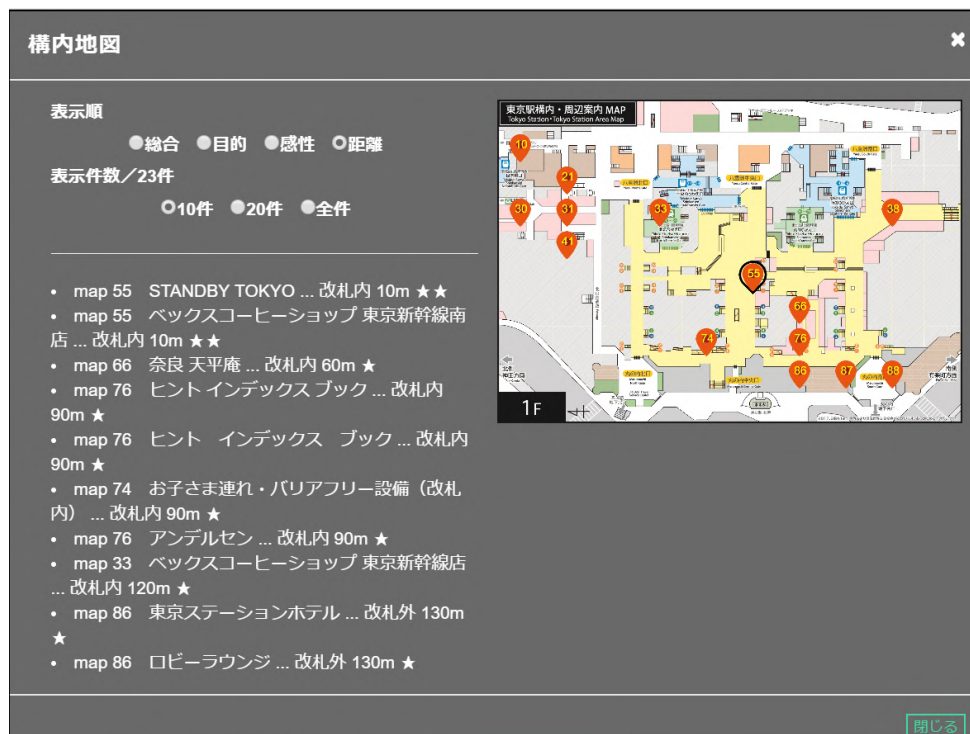 構内地図
×
表示順
総合 目的 感性 距離
表示件数／23件
10件 20件 全件
• map 55 STANDBY TOKYO ... 改札内 10m ★★
• map 55 ベックスコーヒーショップ 東京新幹線南
店 ... 改札内 10m ★★
• map 66 奈良 天平庵 ... 改札内 60m ★
• map 76 ヒント インデックス ブック ... 改札内
90m ★
• map 76 ヒント　インデックス　ブック ... 改札内
90m ★
• map 74 お子さま連れ・バリアフリー設備（改札
内） ... 改札内 90m ★
• map 76 アンデルセン ... 改札内 90m ★
• map 33 ベックスコーヒーショップ 東京新幹線店
... 改札内 120m ★
• map 86 東京ステーションホテル ... 改札外 130m
★
• map 86 ロビーラウンジ ... 改札外 130m ★
東京駅構内・周辺案内 MAP
Tokyo Station・Tokyo Station Area Map
10
21
30
31
33
38
41
55
66
74
76
86
87
88
1F
閉じる